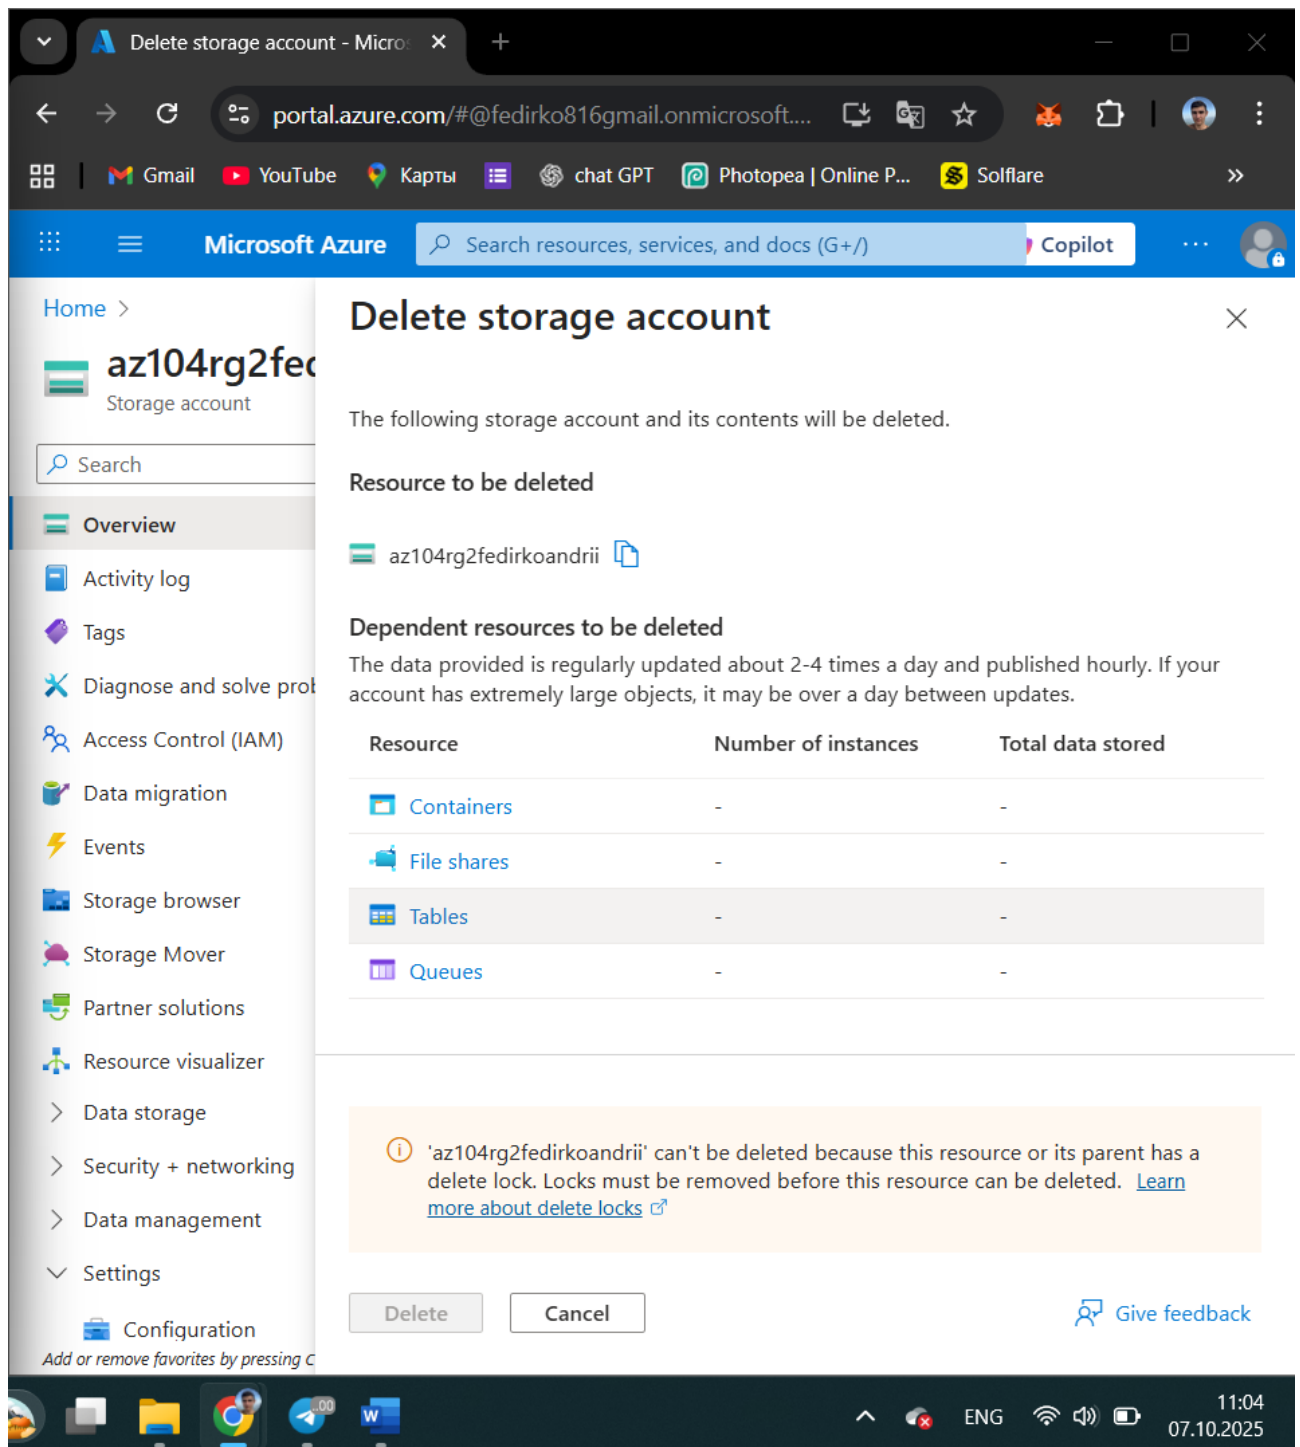 Delete storage account - Micro
portal.azure.com/#@fedirko816gmail.onmicrosoft....
Gmail YouTube Карты chat GPT Photopea | Online P... Solflare
Microsoft Azure Search resources, services, and docs (G+/) Copilot
Home
az104rg2fed
Storage account
Search
Overview
Activity log
Tags
Diagnose and solve prob
Access Control (IAM)
Data migration
Events
Storage browser
Storage Mover
Partner solutions
Resource visualizer
Data storage
Security + networking
Data management
Settings
Configuration
Add or remove favorites by pressing C
Delete storage account
The following storage account and its contents will be deleted.
Resource to be deleted
az104rg2fedirkoandrii
Dependent resources to be deleted
The data provided is regularly updated about 2-4 times a day and published hourly. If your
account has extremely large objects, it may be over a day between updates.
Resource Number of instances Total data stored
Containers - -
File shares - -
Tables - -
Queues - -
'az104rg2fedirkoandrii' can't be deleted because this resource or its parent has a
delete lock. Locks must be removed before this resource can be deleted. Learn
more about delete locks
Delete Cancel Give feedback
..00
W
ENG
11:04
07.10.2025